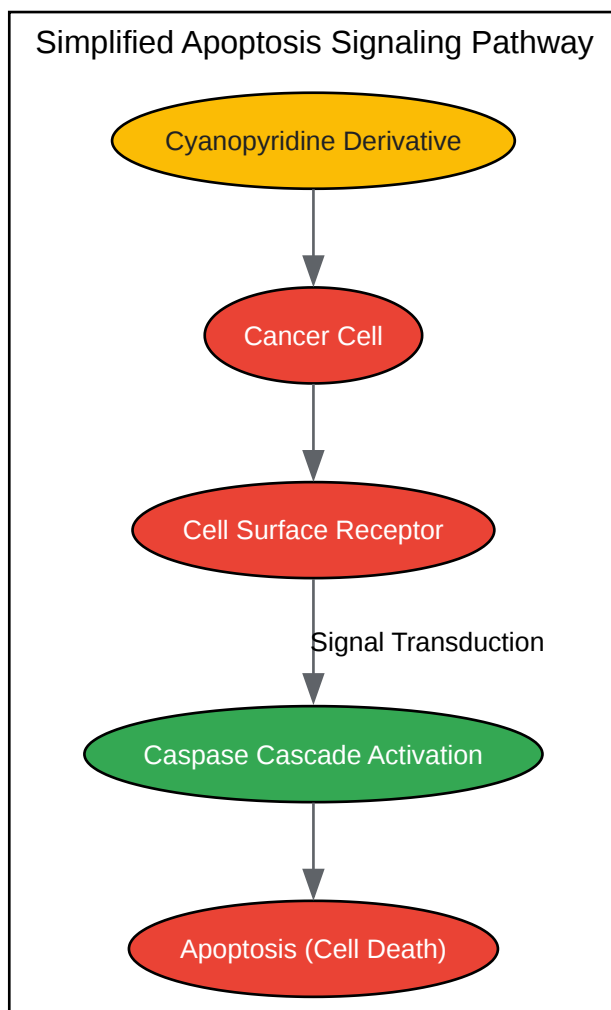 Simplified Apoptosis Signaling Pathway
Cyanopyridine Derivative
Cancer Cell
Cell Surface Receptor
Signal Transduction
Caspase Cascade Activation
Apoptosis (Cell Death)